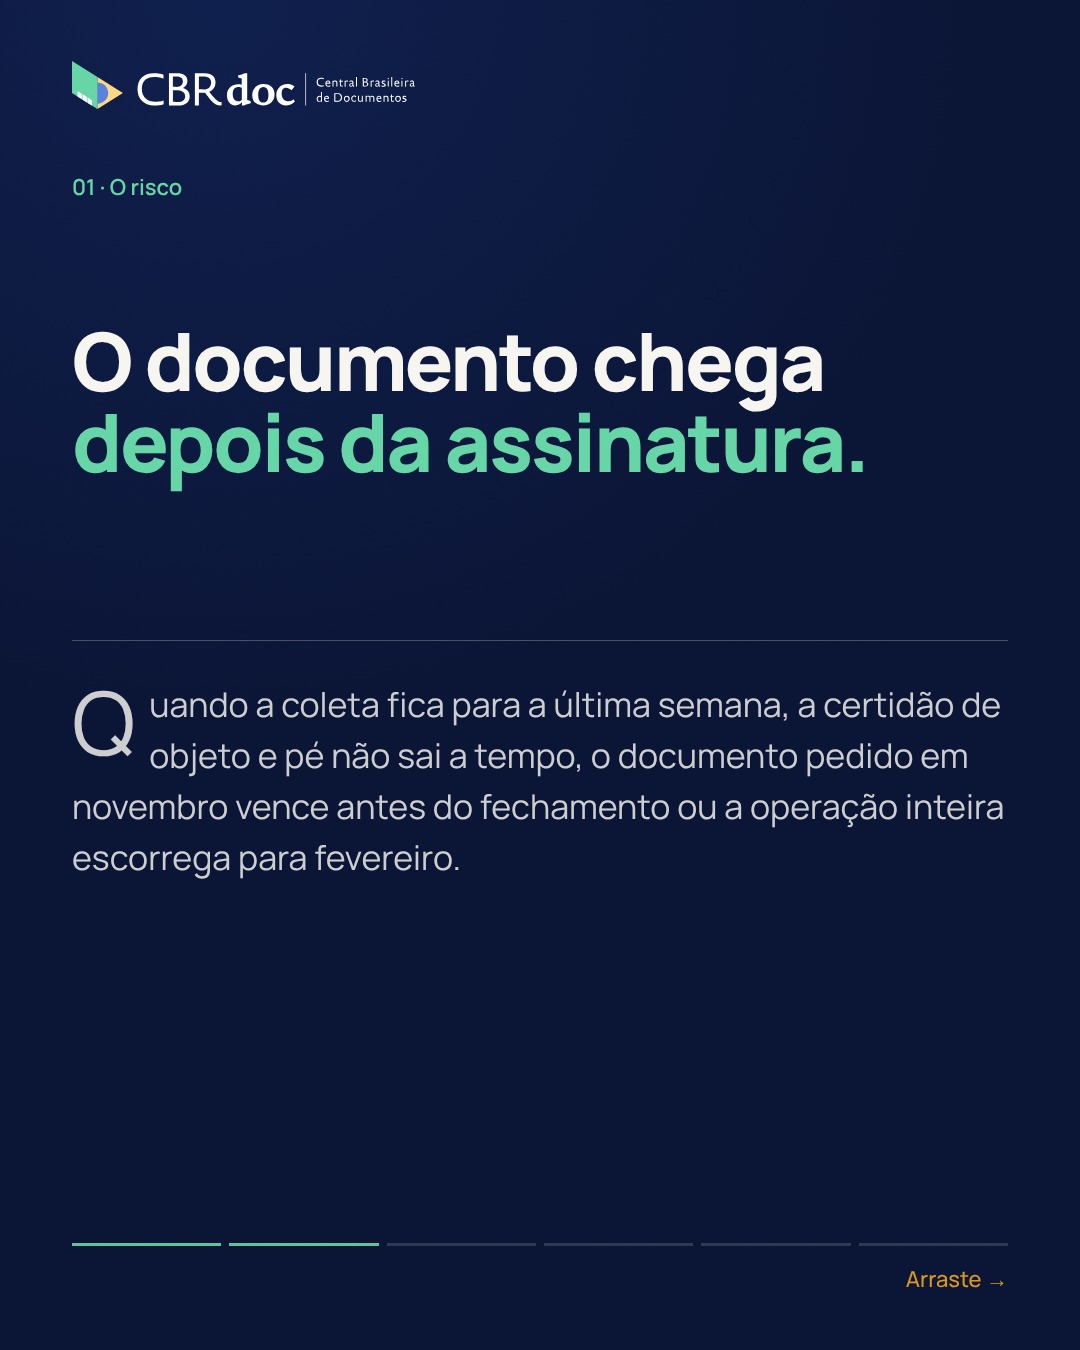 CBRdoc
Central Brasileira
de Documentos
01 · O risco
O documento chega
depois da assinatura.
Quando a coleta fica para a última semana, a certidão de
objeto e pé não sai a tempo, o documento pedido em
novembro vence antes do fechamento ou a operação inteira
escorrega para fevereiro.
Arraste →